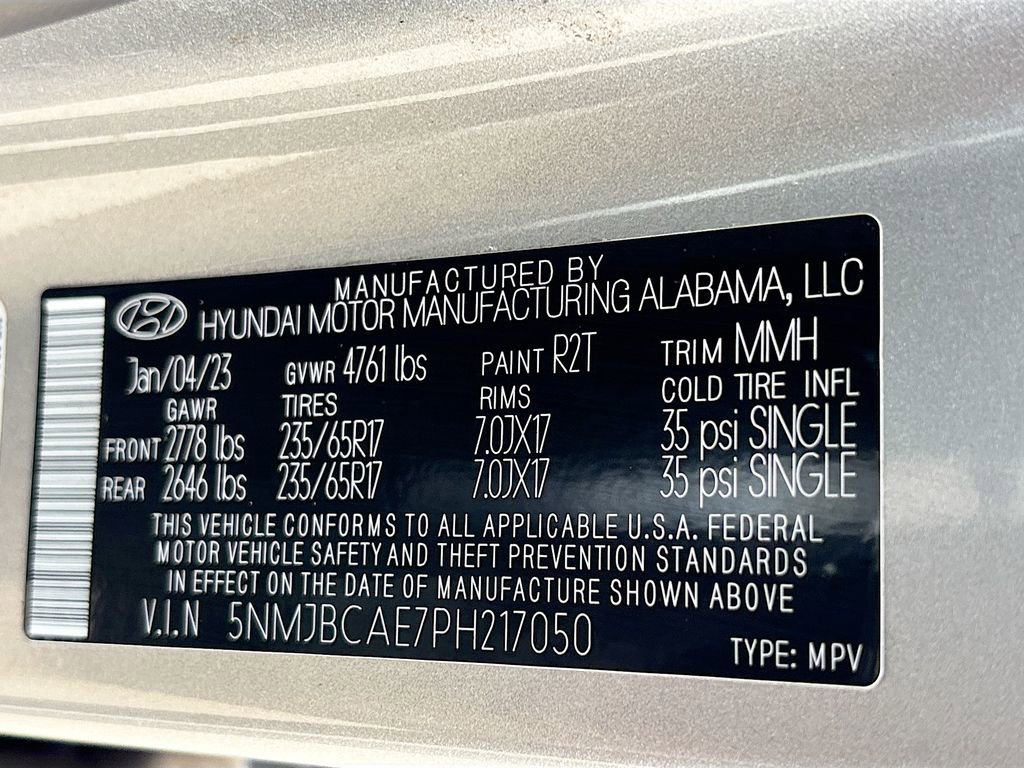 MANUFACTURED BY
HYUNDAI MOTOR MANUFACTURING ALABAMA, LLC
Jan/04/23 GVWR 4761 lbs PAINT R2T TRIM MMH
GAWR TIRES RIMS COLD TIRE INFL
FRONT 2778 lbs 235/65R17 7.0JX17 35 psi SINGLE
REAR 2646 lbs 235/65R17 7.0JX17 35 psi SINGLE
THIS VEHICLE CONFORMS TO ALL APPLICABLE U.S.A. FEDERAL
MOTOR VEHICLE SAFETY AND THEFT PREVENTION STANDARDS
IN EFFECT ON THE DATE OF MANUFACTURE SHOWN ABOVE
V.I.N 5NMJBCAE7PH217050
TYPE: MPV